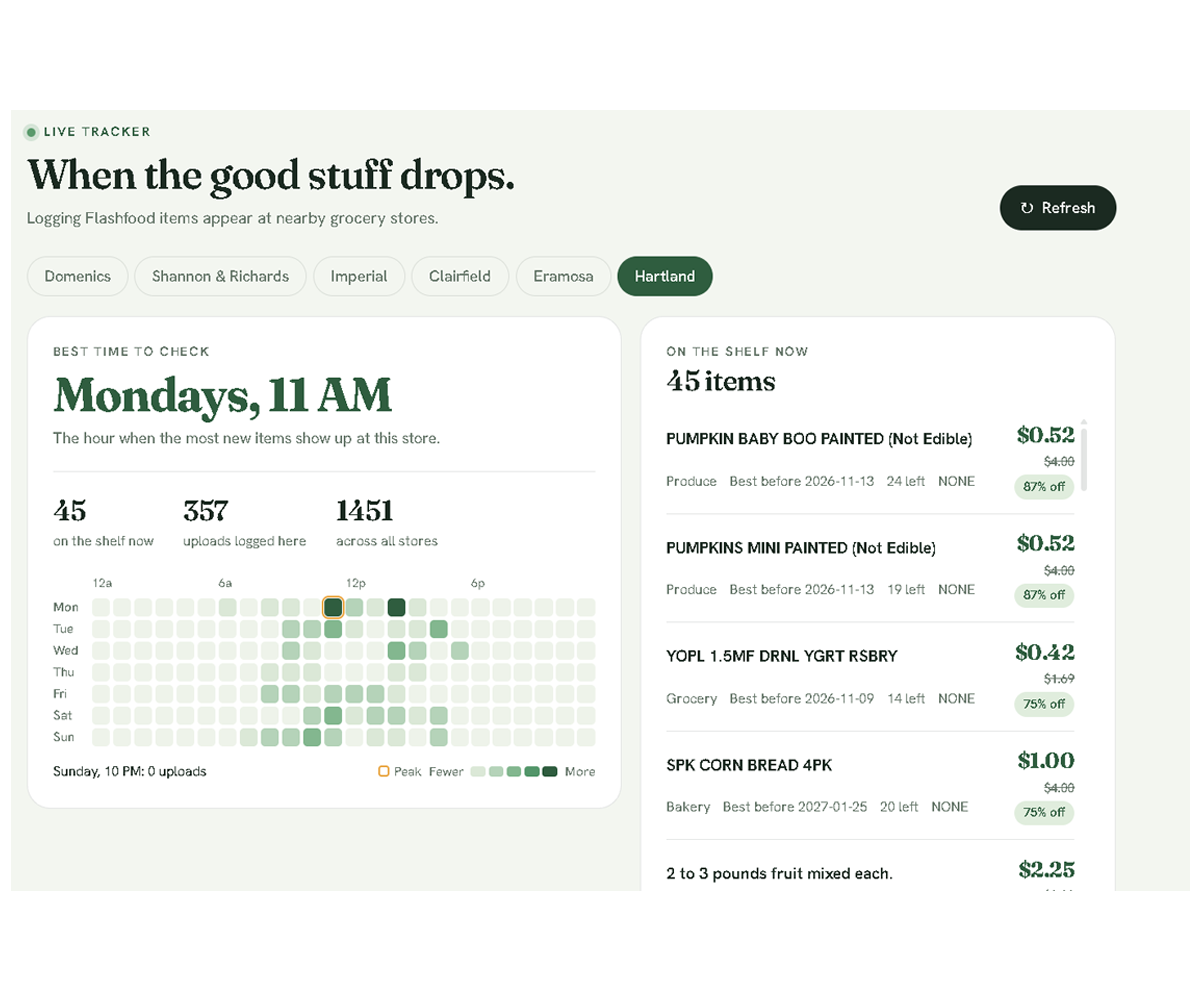 LIVE TRACKER
When the good stuff drops.
Logging Flashfood items appear at nearby grocery stores.
↻ Refresh
Domenics Shannon & Richards Imperial Clairfield Eramosa Hartland
BEST TIME TO CHECK
Mondays, 11 AM
The hour when the most new items show up at this store.
45 357 1451
on the shelf now uploads logged here across all stores
12a 6a 12p 6p
Mon
Tue
Wed
Thu
Fri
Sat
Sun
Sunday, 10 PM: 0 uploads Peak Fewer More
ON THE SHELF NOW
45 items
PUMPKIN BABY BOO PAINTED (Not Edible) $0.52
$4.00
Produce Best before 2026-11-13 24 left NONE 87% off
PUMPKINS MINI PAINTED (Not Edible) $0.52
$4.00
Produce Best before 2026-11-13 19 left NONE 87% off
YOPL 1.5MF DRNL YGRT RSBRY $0.42
$1.69
Grocery Best before 2026-11-09 14 left NONE 75% off
SPK CORN BREAD 4PK $1.00
$4.00
Bakery Best before 2027-01-25 20 left NONE 75% off
2 to 3 pounds fruit mixed each. $2.25